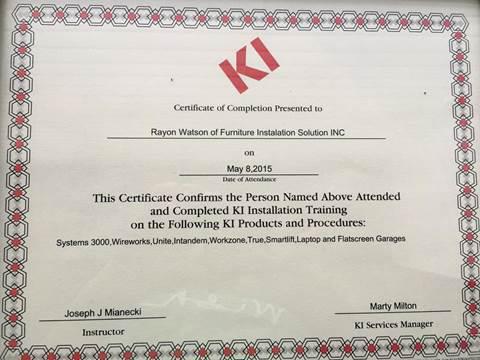 KI
Certificate of Completion Presented to
Rayon Watson of Furniture Instalation Solution INC
on
May 8,2015
Date of Attendance
This Certificate Confirms the Person Named Above Attended
and Completed KI Installation Training
on the Following KI Products and Procedures:
Systems 3000,Wireworks,Unite,Intandem,Workzone,True,Smartlift,Laptop and Flatscreen Garages
Joseph J Mianecki
Instructor
Marty Milton
KI Services Manager